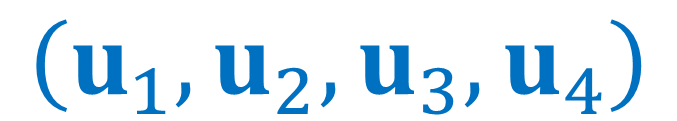 (𝐮₁, 𝐮₂, 𝐮₃, 𝐮₄)